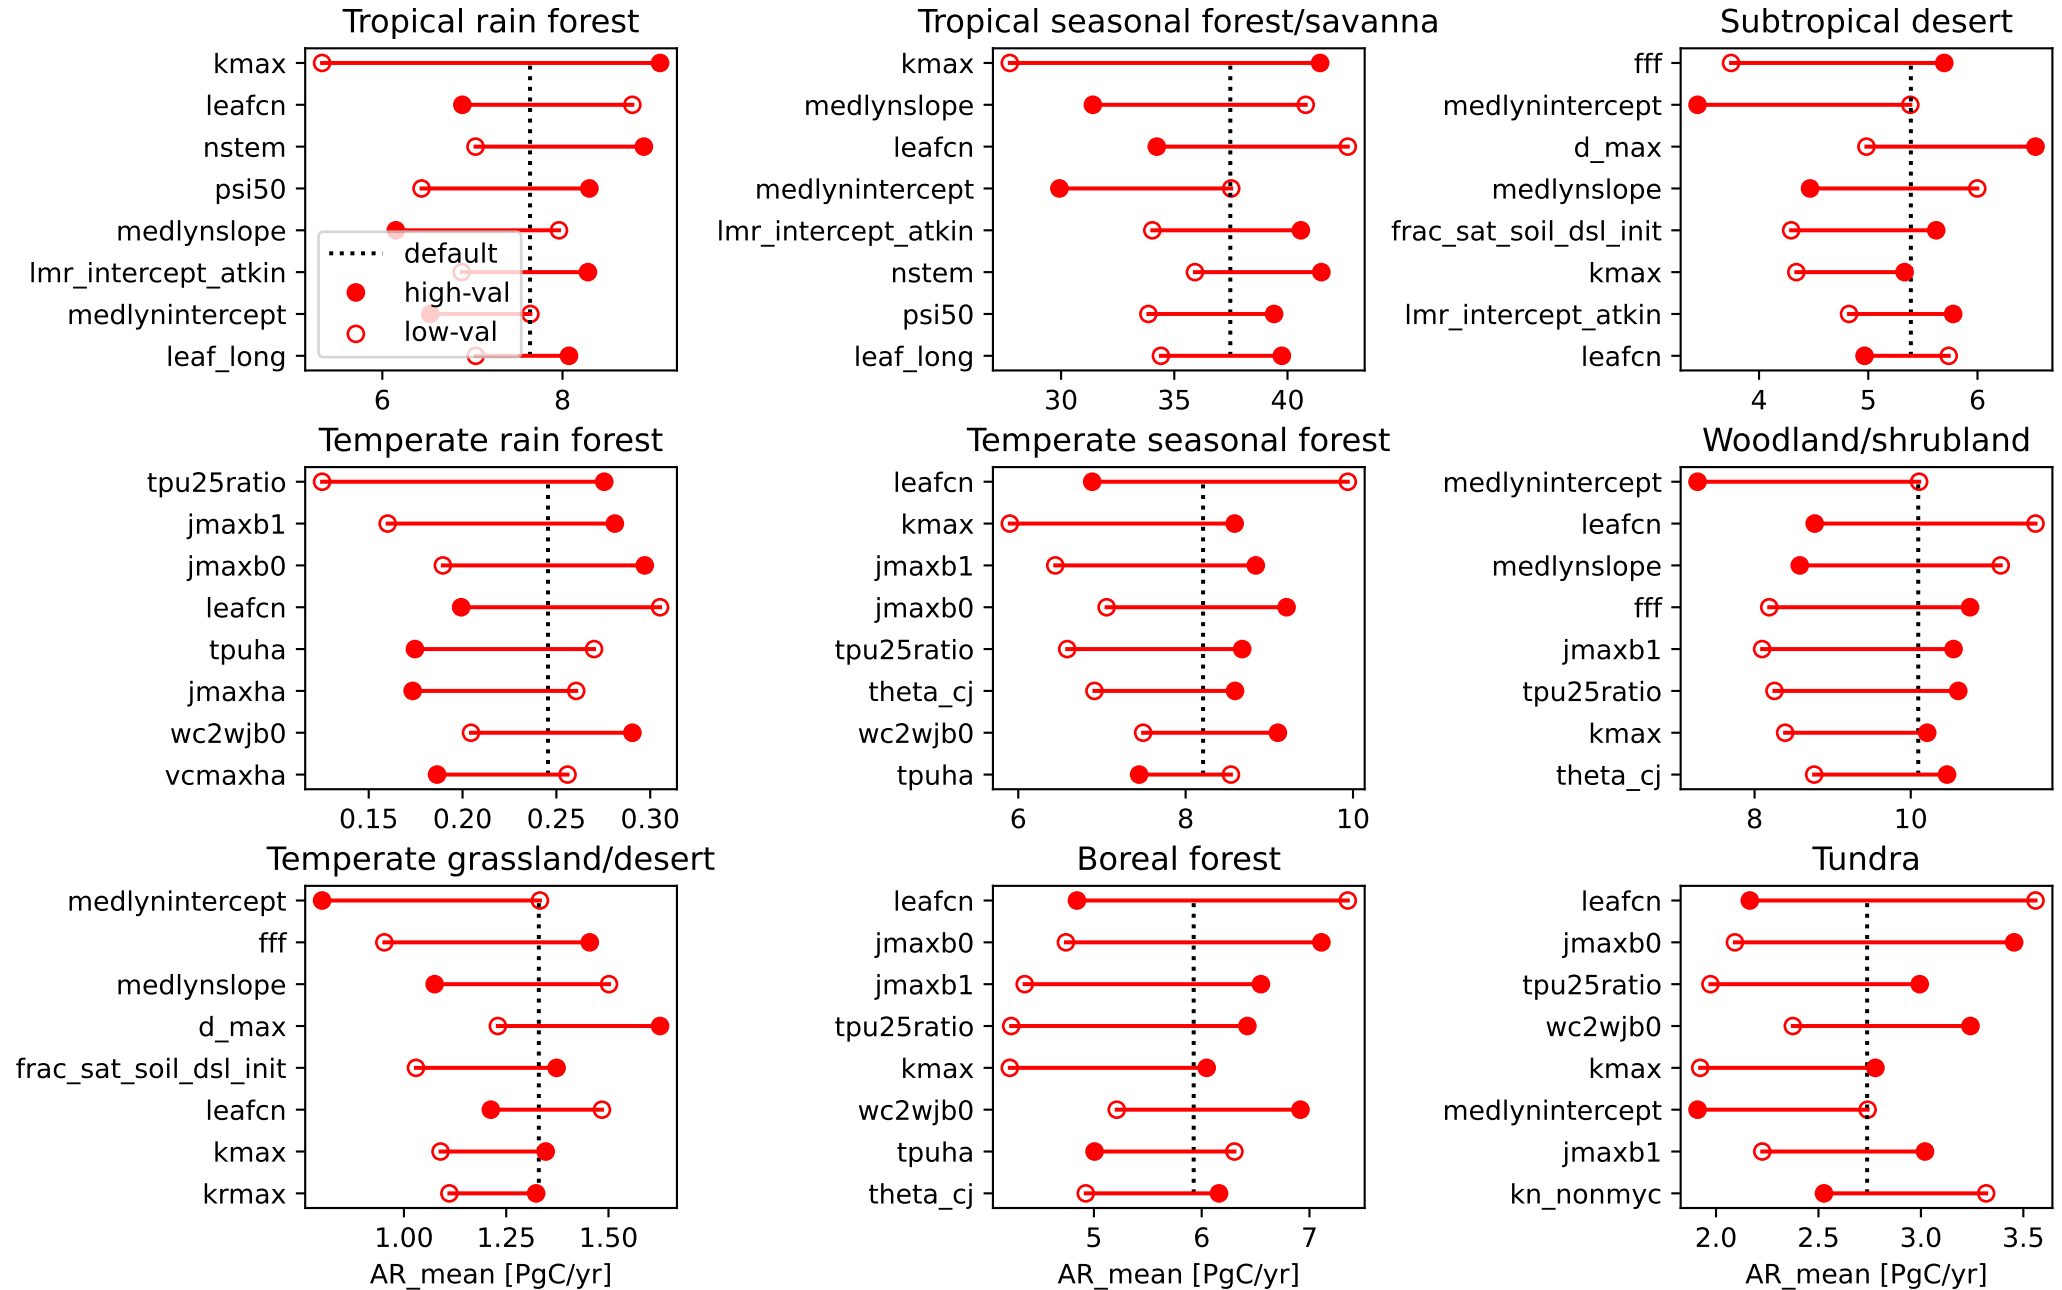 Tropical rain forest
kmax
leafcn
nstem
psi50
medlynslope
lmr_intercept_atkin
medlynintercept
leaf_long
default
high-val
low-val
6 8
Tropical seasonal forest/savanna
kmax
medlynslope
leafcn
medlynintercept
lmr_intercept_atkin
nstem
psi50
leaf_long
30 35 40
Subtropical desert
fff
medlynintercept
d_max
medlynslope
frac_sat_soil_dsl_init
kmax
lmr_intercept_atkin
leafcn
4 5 6
Temperate rain forest
tpu25ratio
jmaxb1
jmaxb0
leafcn
tpuha
jmaxha
wc2wjb0
vcmaxha
0.15 0.20 0.25 0.30
Temperate seasonal forest
leafcn
kmax
jmaxb1
jmaxb0
tpu25ratio
theta_cj
wc2wjb0
tpuha
6 8 10
Woodland/shrubland
medlynintercept
leafcn
medlynslope
fff
jmaxb1
tpu25ratio
kmax
theta_cj
8 10
Temperate grassland/desert
medlynintercept
fff
medlynslope
d_max
frac_sat_soil_dsl_init
leafcn
kmax
krmax
1.00 1.25 1.50
AR_mean [PgC/yr]
Boreal forest
leafcn
jmaxb0
jmaxb1
tpu25ratio
kmax
wc2wjb0
tpuha
theta_cj
5 6 7
AR_mean [PgC/yr]
Tundra
leafcn
jmaxb0
tpu25ratio
wc2wjb0
kmax
medlynintercept
jmaxb1
kn_nonmyc
2.0 2.5 3.0 3.5
AR_mean [PgC/yr]